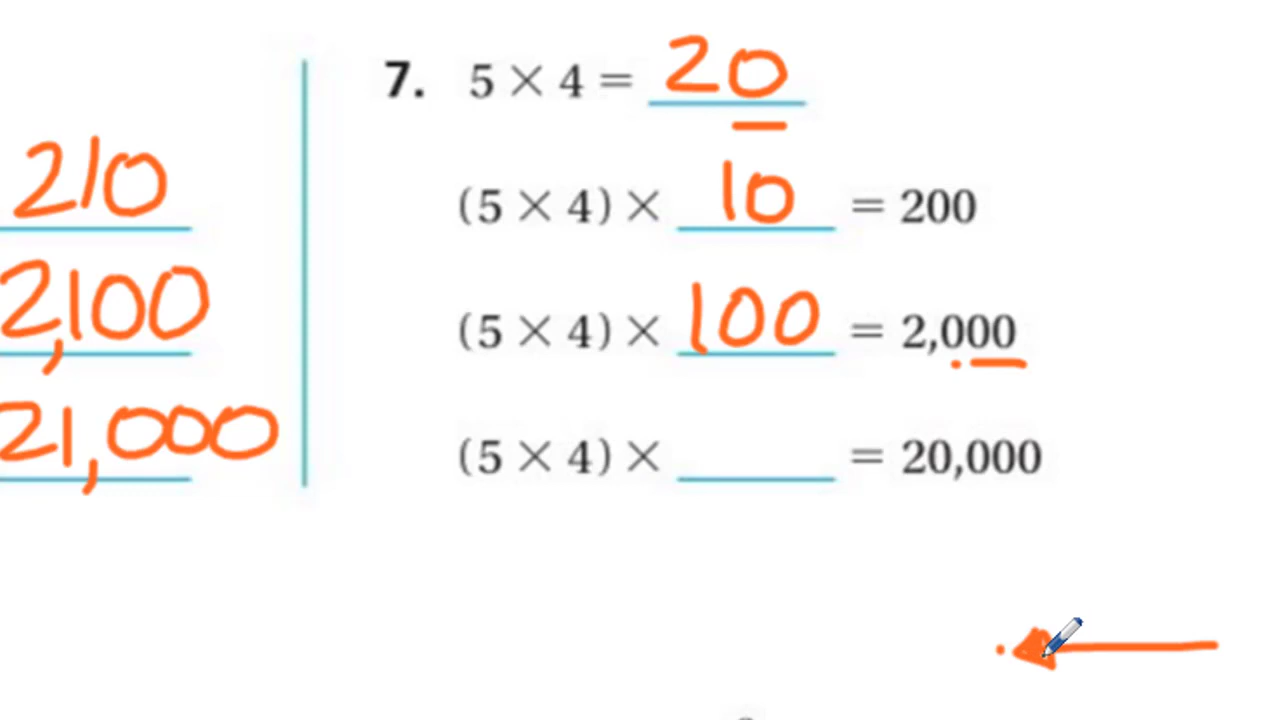 210
2,100
21,000
7. 5 × 4 = 20
(5 × 4) × 10 = 200
(5 × 4) × 100 = 2,000
(5 × 4) × ____ = 20,000